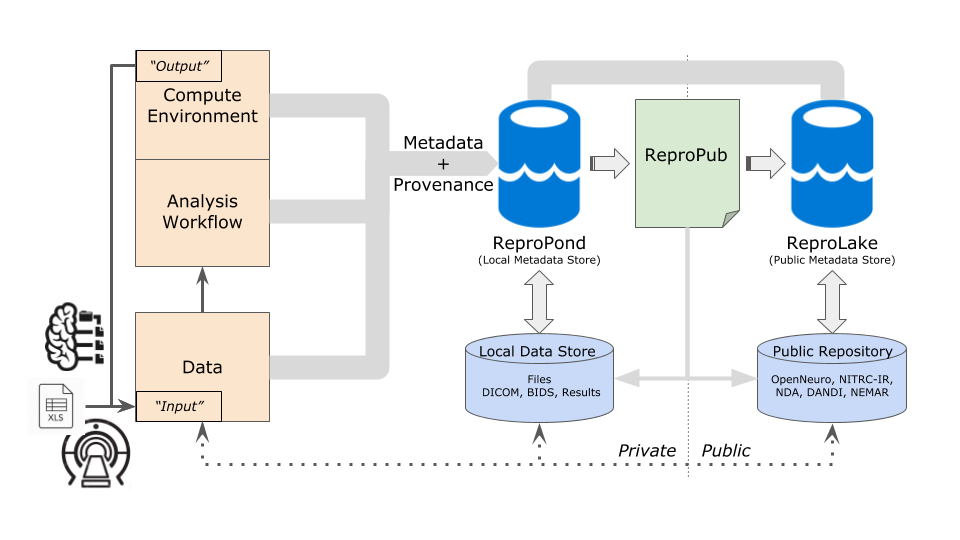 “Output”
Compute
Environment
Analysis
Workflow
Data
“Input”
XLS
Metadata
+
Provenance
ReproPond
(Local Metadata Store)
ReproPub
ReproLake
(Public Metadata Store)
Local Data Store
Files
DICOM, BIDS, Results
Public Repository
OpenNeuro, NITRC-IR,
NDA, DANDI, NEMAR
Private
Public